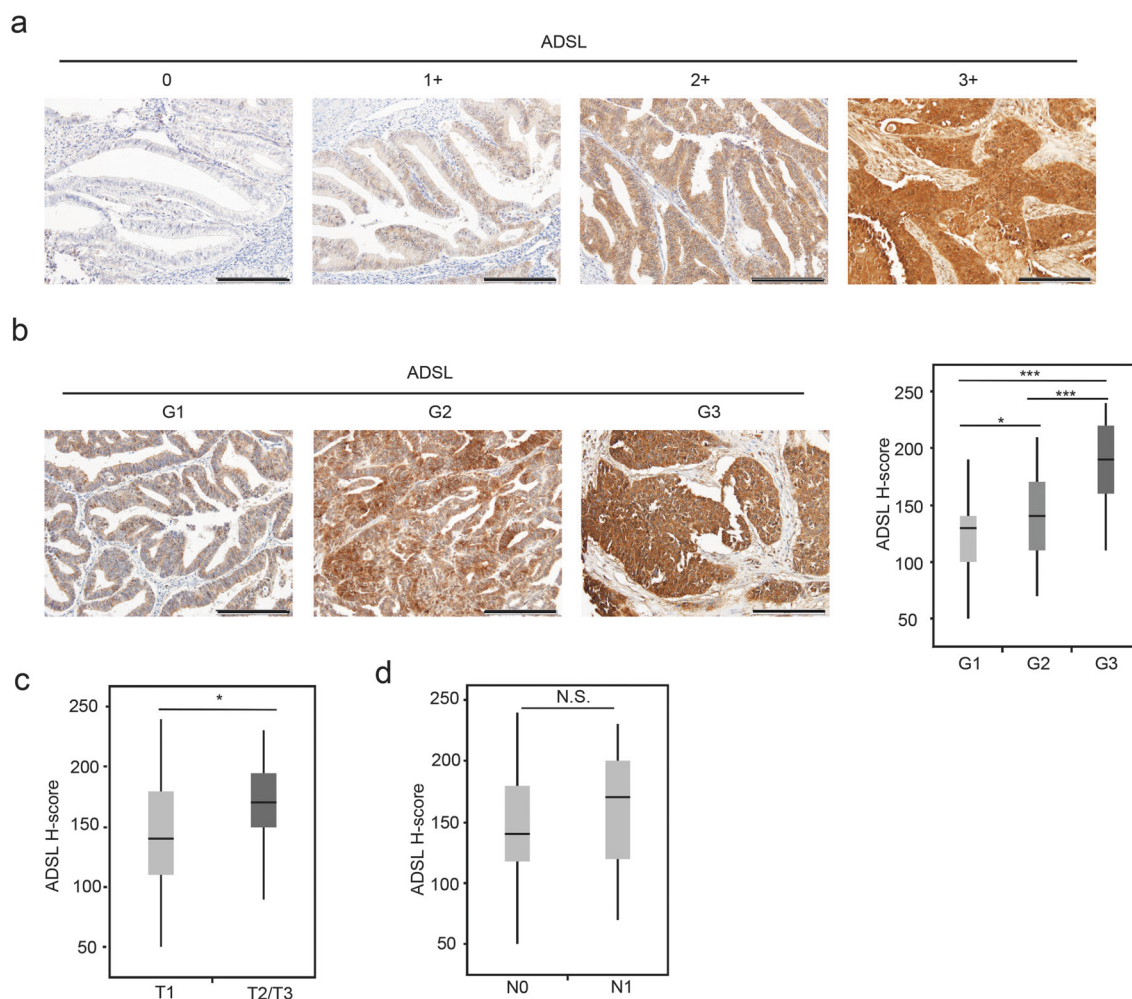 a
ADSL
0 1+ 2+ 3+
b
ADSL
G1 G2 G3
ADSL H-score
250
200
150
100
50
***
***
*
G1 G2 G3
c
ADSL H-score
250
200
150
100
50
*
T1 T2/T3
d
ADSL H-score
250
200
150
100
50
N.S.
N0 N1